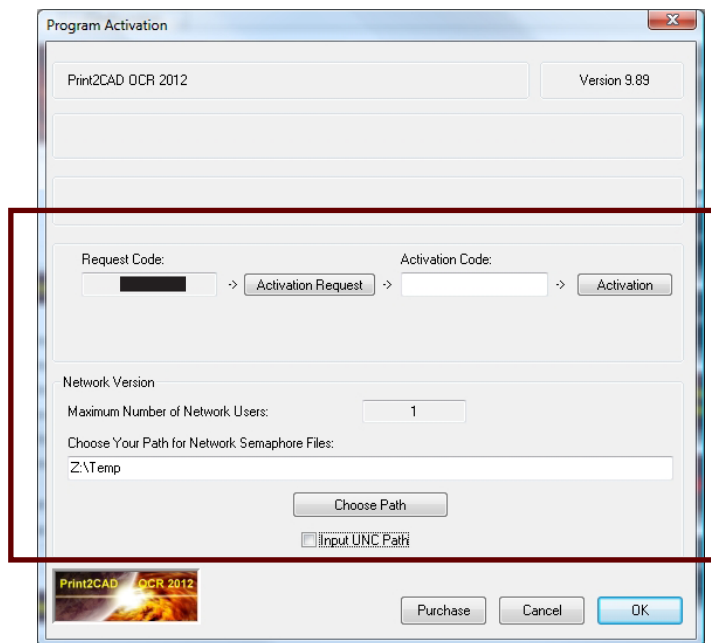 Program Activation
Print2CAD OCR 2012
Version 9.89
Request Code:
Activation Code:
-> Activation Request -> -> Activation
Network Version
Maximum Number of Network Users: 1
Choose Your Path for Network Semaphore Files:
Z:\Temp
Choose Path
Input UNC Path
Print2CAD OCR 2012
Purchase Cancel OK